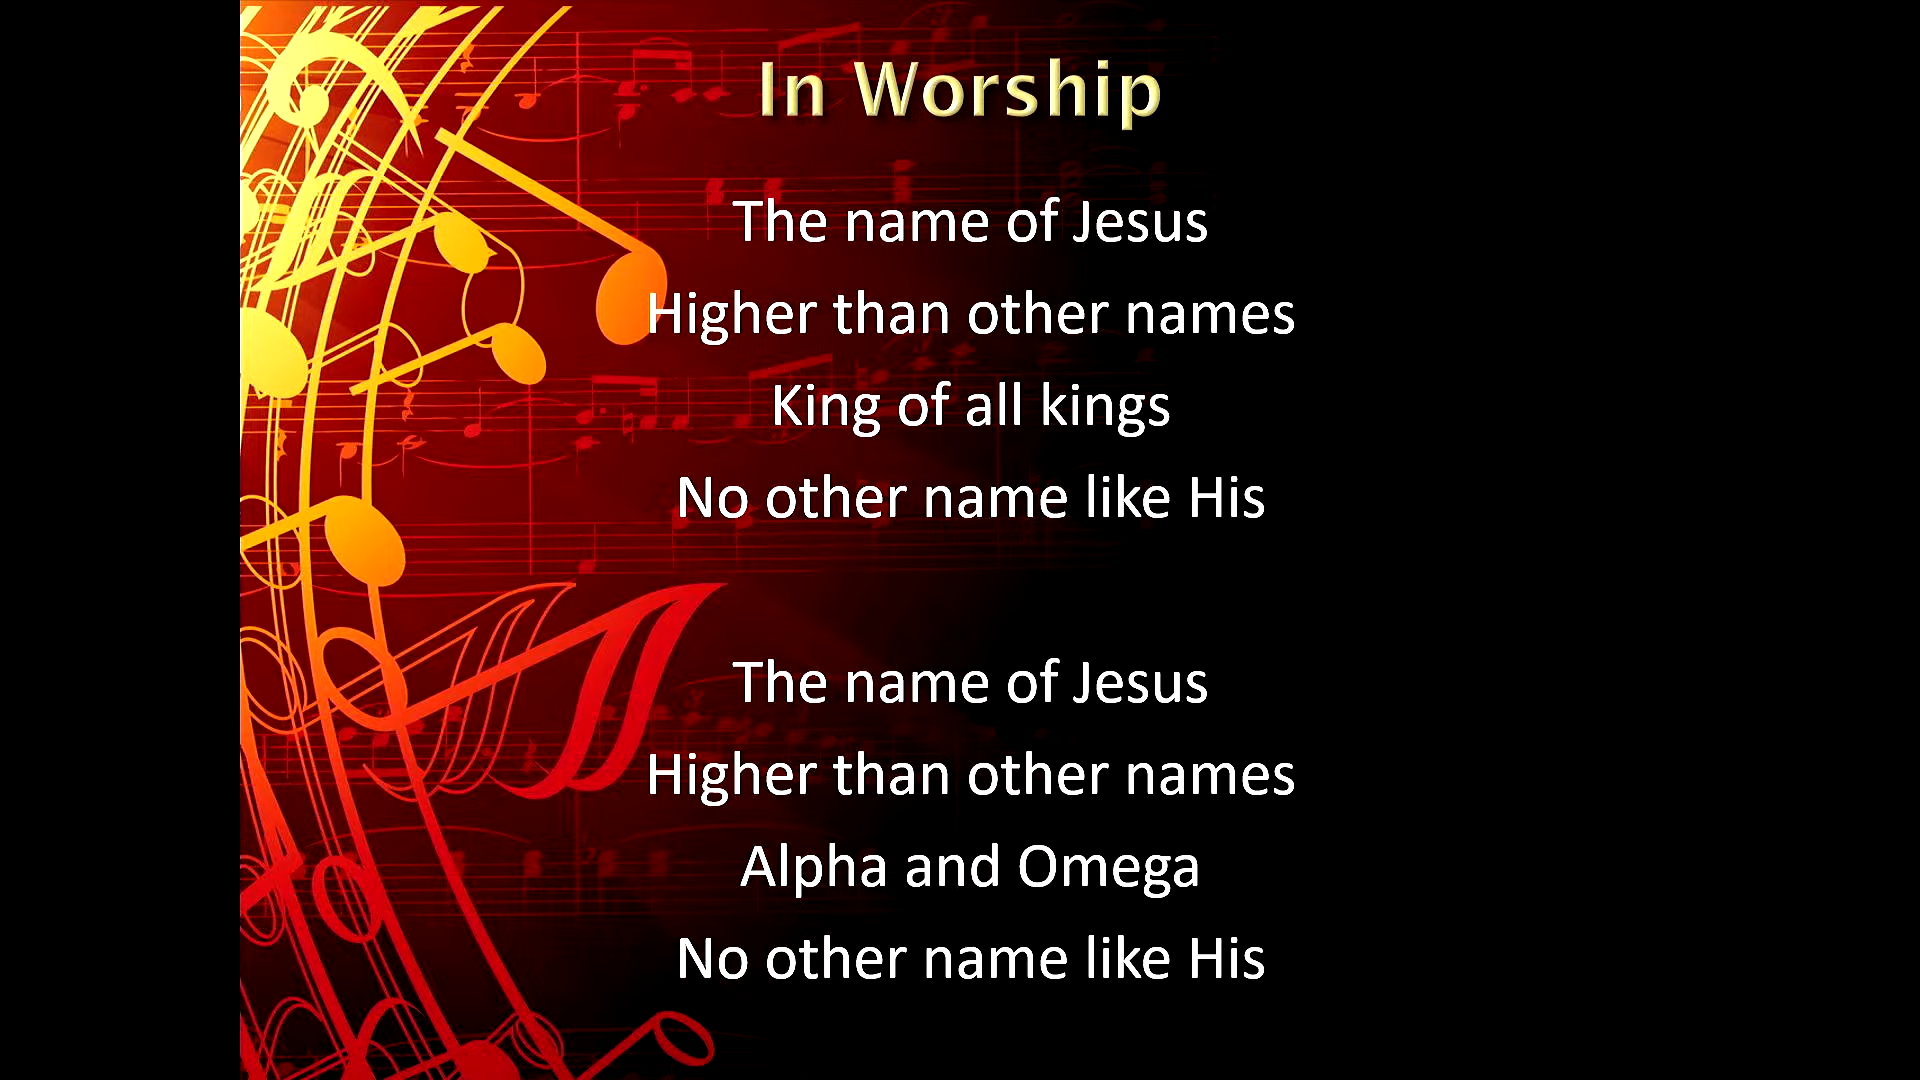 In Worship
The name of Jesus
Higher than other names
King of all kings
No other name like His
The name of Jesus
Higher than other names
Alpha and Omega
No other name like His